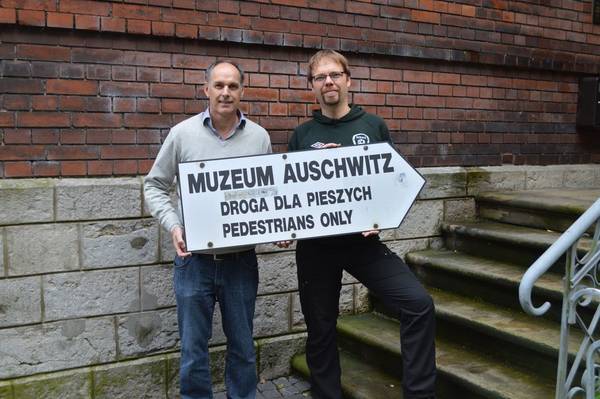 MUZEUM AUSCHWITZ
DROGA DLA PIESZYCH
PEDESTRIANS ONLY